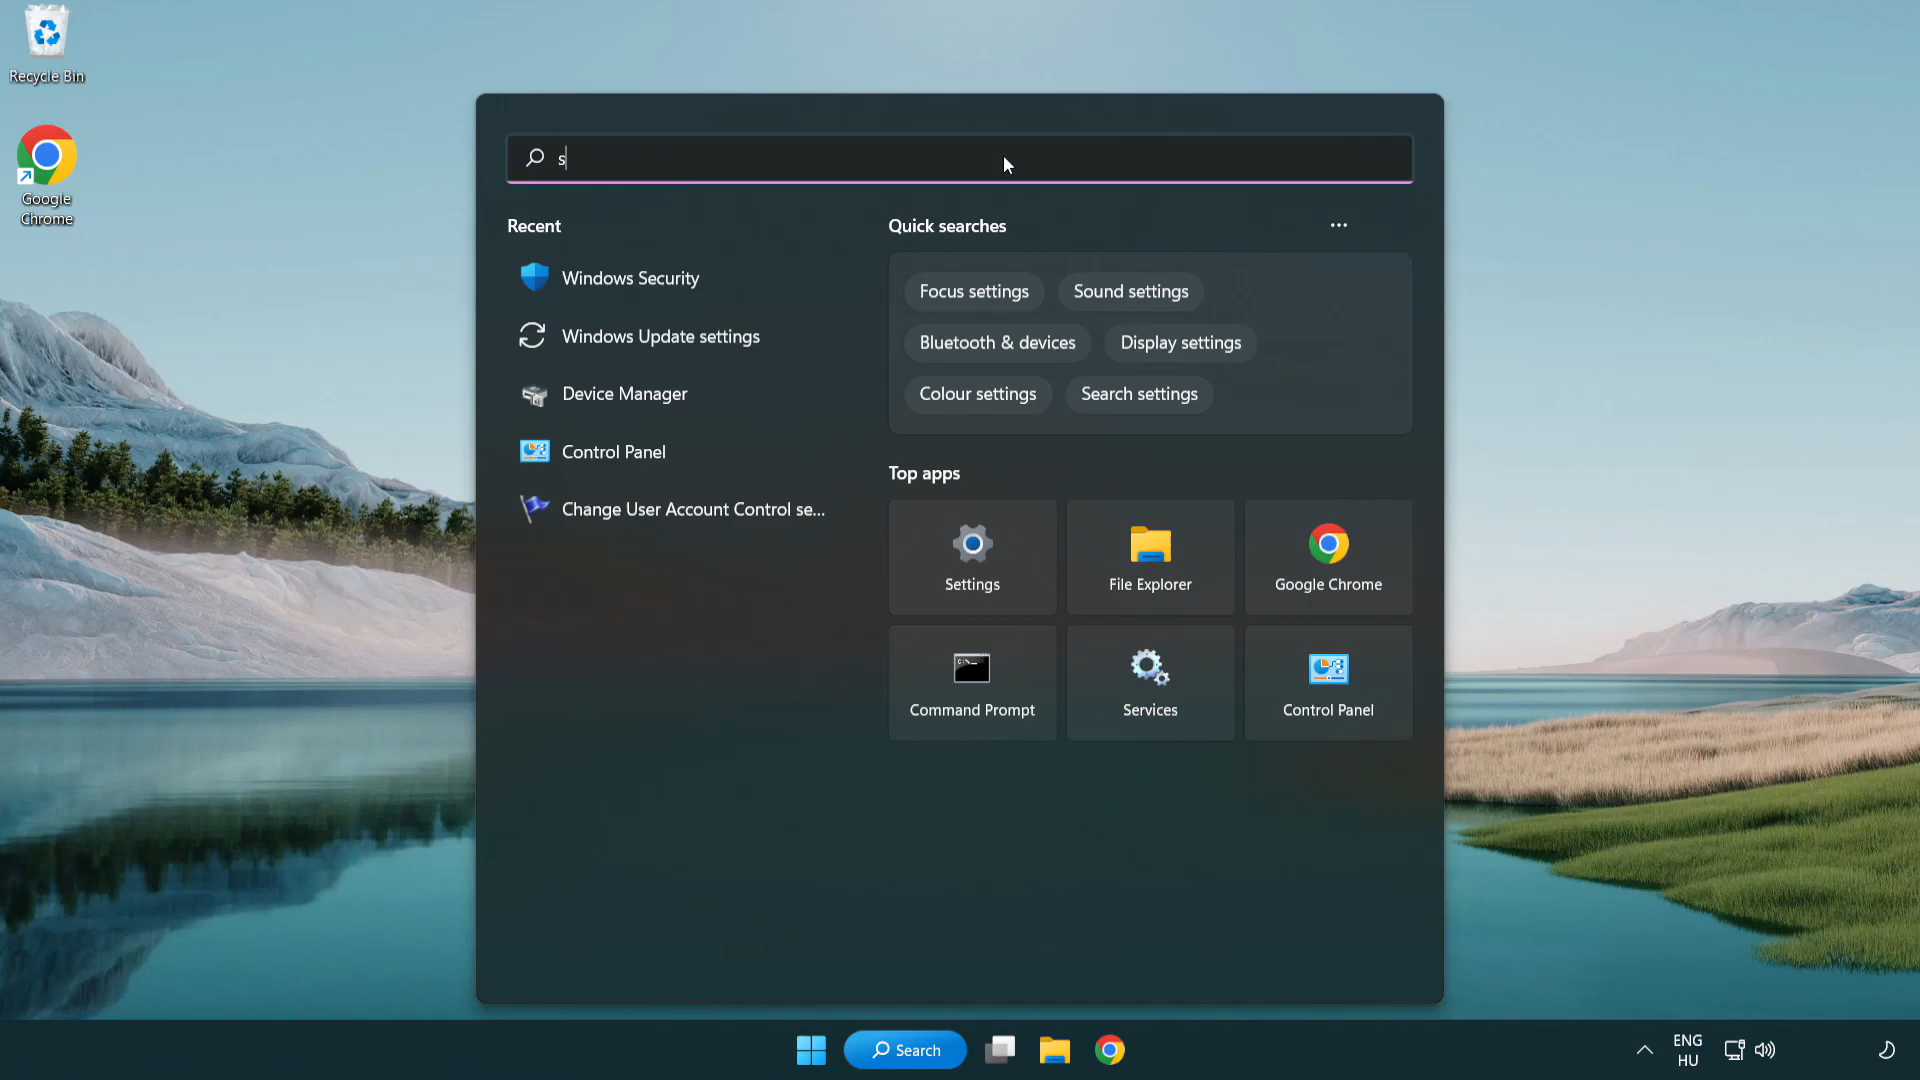 Recycle Bin
Google
Chrome
s
Recent
Windows Security
Windows Update settings
Device Manager
Control Panel
Change User Account Control se...
Quick searches
Focus settings
Sound settings
Bluetooth & devices
Display settings
Colour settings
Search settings
Top apps
Settings
File Explorer
Google Chrome
Command Prompt
Services
Control Panel
Search
ENG
HU